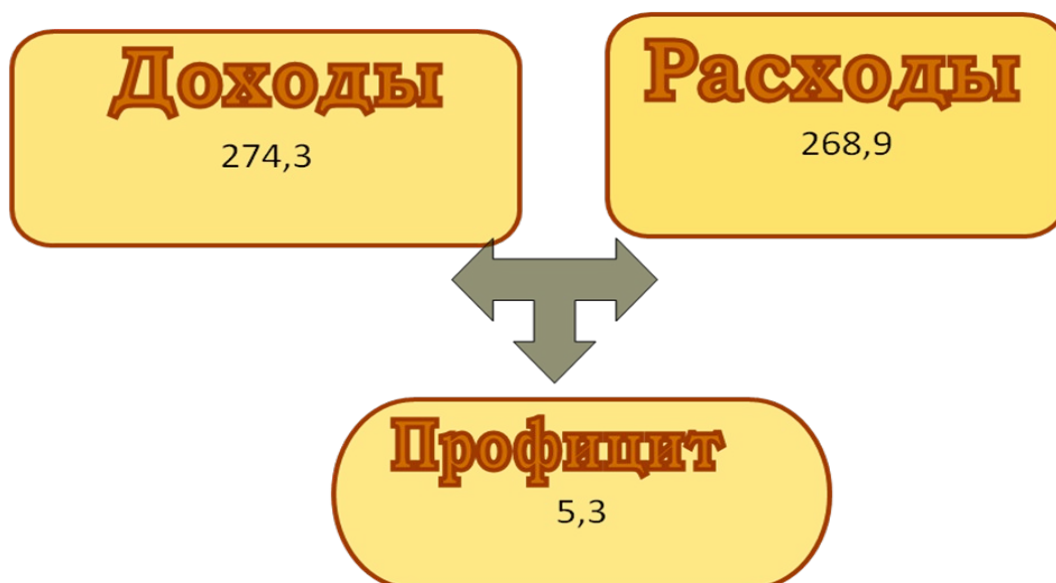 Доходы
274,3
Расходы
268,9
Профицит
5,3